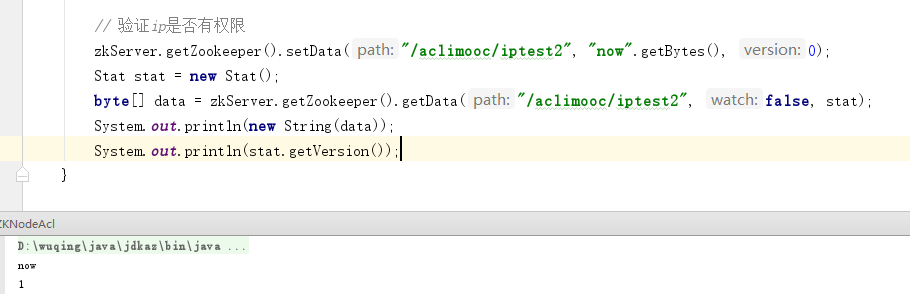 // 验证ip是否有权限
zkServer.getZookeeper().setData( path: "/aclimooc/iptest2", "now".getBytes(), version: 0);
Stat stat = new Stat();
byte[] data = zkServer.getZookeeper().getData( path: "/aclimooc/iptest2", watch: false, stat);
System.out.println(new String(data));
System.out.println(stat.getVersion());
}
ZKNodeAcl
D:\wuqing\java\jdkaz\bin\java ...
now
1